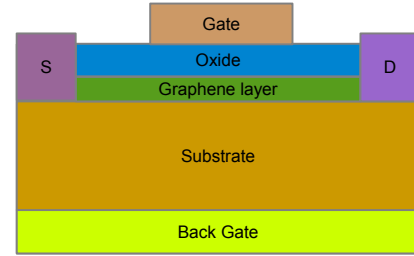 Gate
S
Oxide
D
Graphene layer
Substrate
Back Gate